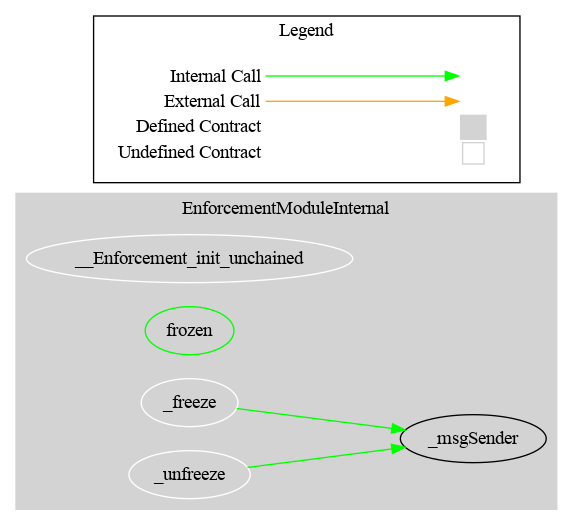 Legend
Internal Call
External Call
Defined Contract
Undefined Contract
EnforcementModuleInternal
__Enforcement_init_unchained
frozen
_freeze
_msgSender
_unfreeze